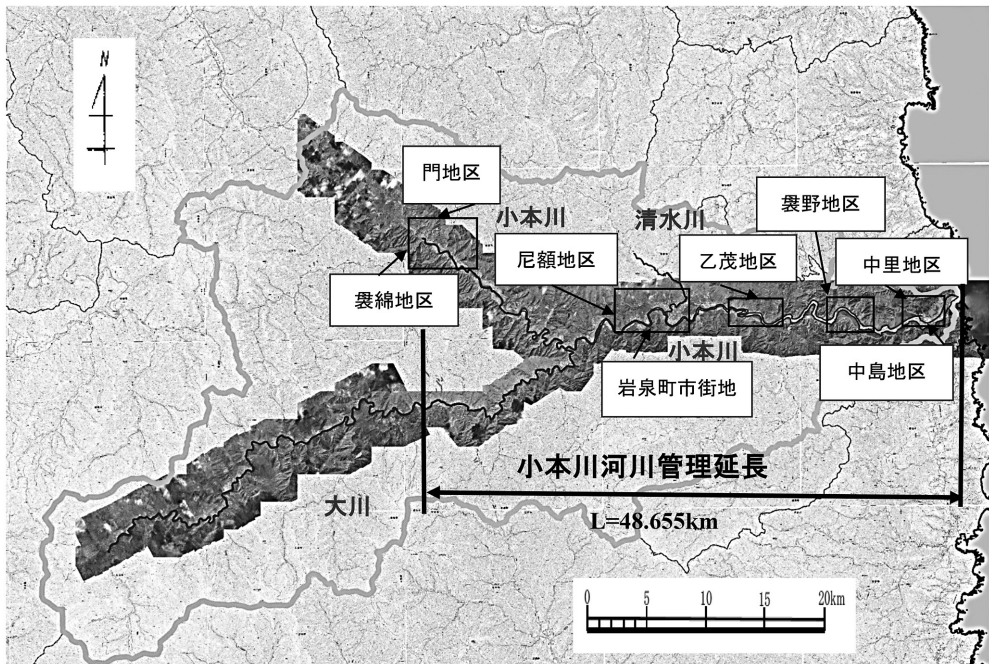 N
門地区
小本川
清水川
袰野地区
尼額地区
乙茂地区
中里地区
袰綿地区
小本川
岩泉町市街地
中島地区
小本川河川管理延長
大川
L=48.655km
0 5 10 15 20km